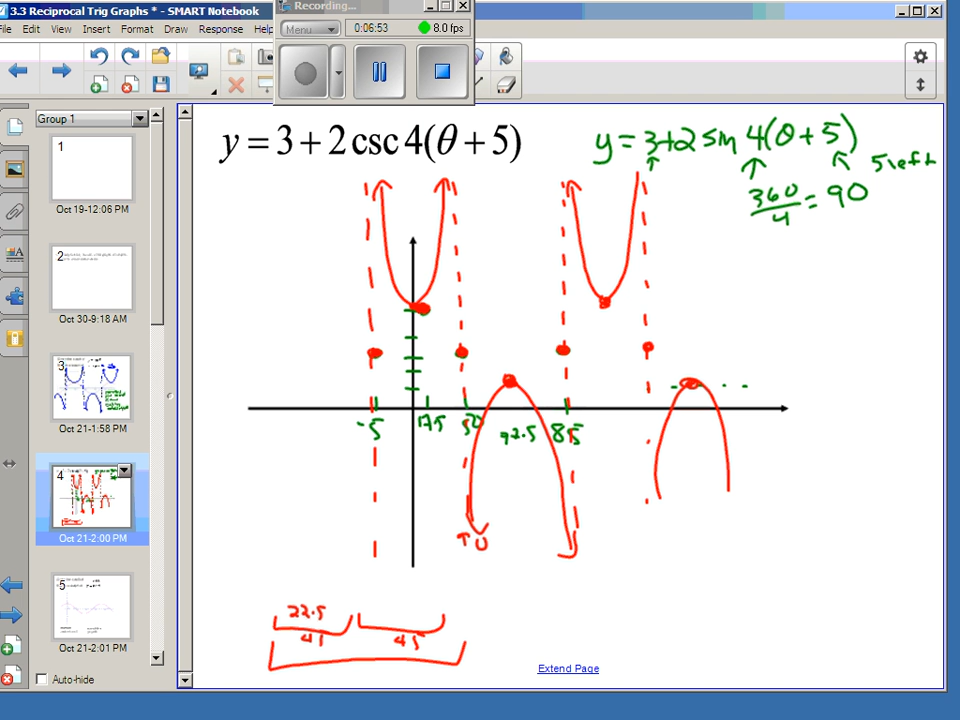 3.3 Reciprocal Trig Graphs * - SMART Notebook
Recording...
File Edit View Insert Format Draw Response Help
Menu 0:06:53 8.0 fps
Group 1
1
Oct 19-12:06 PM
2
Oct 30-9:18 AM
3
Oct 21-1:58 PM
4
Oct 21-2:00 PM
5
Oct 21-2:01 PM
Auto-hide
y = 3 + 2 csc 4(θ + 5)
y = 3+2 sin 4(θ + 5)
5 left
360/4 = 90
-5 17.5 85
22.5
45
Extend Page